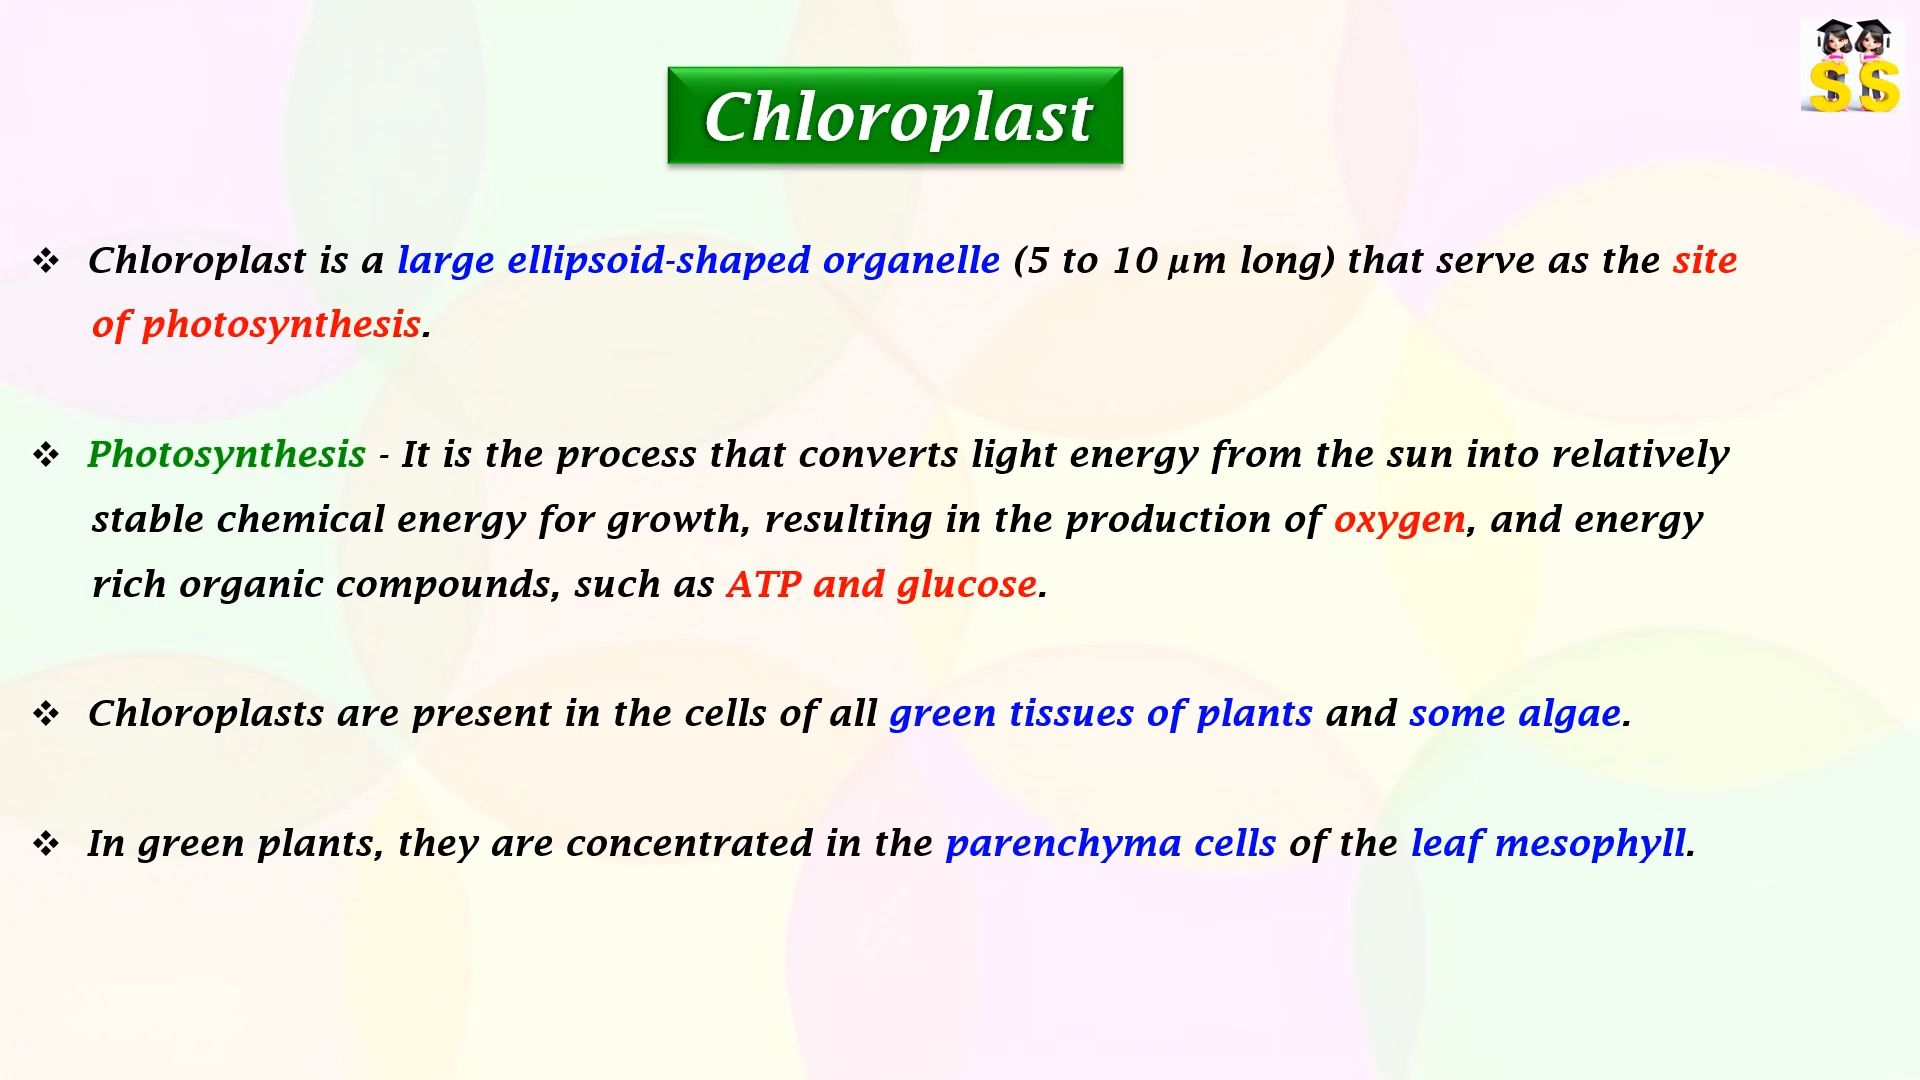 Chloroplast
SS
❖ Chloroplast is a large ellipsoid-shaped organelle (5 to 10 µm long) that serve as the site
of photosynthesis.
❖ Photosynthesis - It is the process that converts light energy from the sun into relatively
stable chemical energy for growth, resulting in the production of oxygen, and energy
rich organic compounds, such as ATP and glucose.
❖ Chloroplasts are present in the cells of all green tissues of plants and some algae.
❖ In green plants, they are concentrated in the parenchyma cells of the leaf mesophyll.